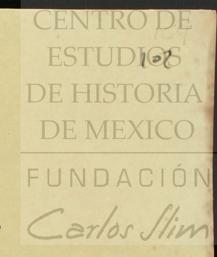 CENTRO DE
ESTUDIOS
DE HISTORIA
DE MEXICO
FUNDACIÓN
Carlos Slim